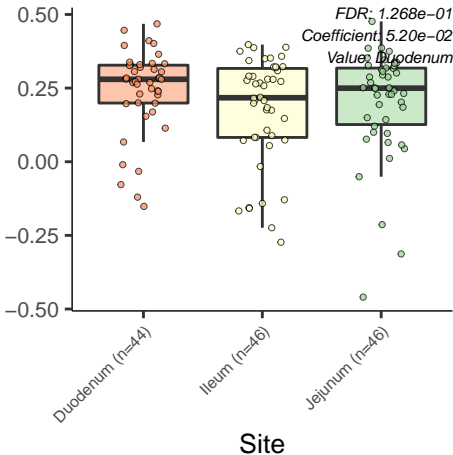 FDR: 1.268e−01
Coefficient: 5.20e−02
Value: Duodenum
0.50
0.25
0.00
−0.25
−0.50
Duodenum (n=44)
Ileum (n=46)
Jejunum (n=46)
Site